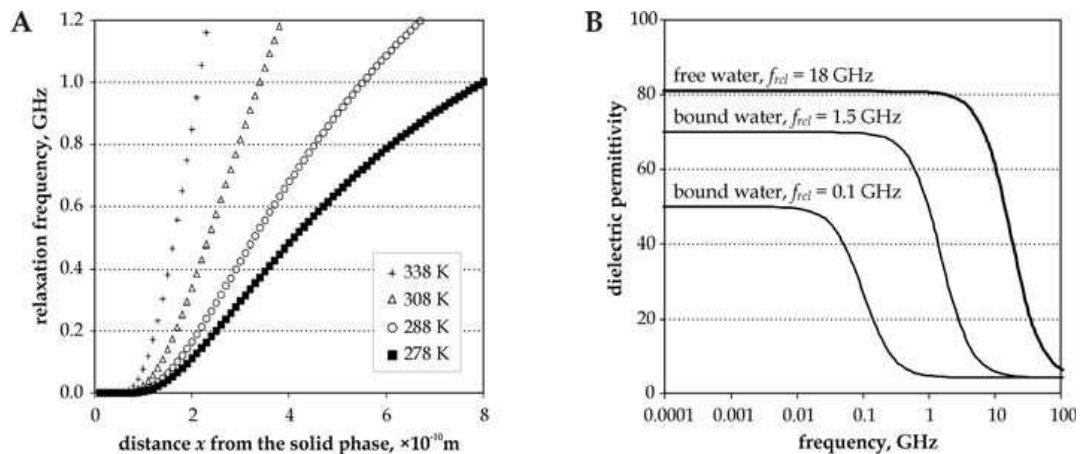 A
1.2
1.0
0.8
0.6
0.4
0.2
0.0
relaxation frequency, GHz
338 K
308 K
288 K
278 K
0 2 4 6 8
distance x from the solid phase, ×10⁻¹⁰m
B
100
80
60
40
20
0
dielectric permittivity
free water, frel = 18 GHz
bound water, frel = 1.5 GHz
bound water, frel = 0.1 GHz
0.0001 0.001 0.01 0.1 1 10 100
frequency, GHz